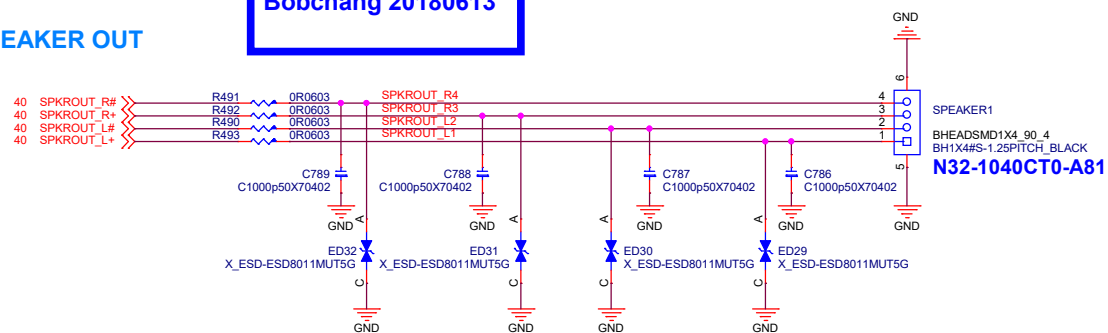 Bobchang 20180613
EAKER OUT
GND
6
40 SPKROUT_R# R491 0R0603 SPKROUT_R4 4
40 SPKROUT_R+ R492 0R0603 SPKROUT_R3 3 SPEAKER1
40 SPKROUT_L# R490 0R0603 SPKROUT_L2 2
40 SPKROUT_L+ R493 0R0603 SPKROUT_L1 1 BHEADSMD1X4_90_4
BH1X4#S-1.25PITCH_BLACK
5 N32-1040CT0-A81
C789 C788 C787 C786
C1000p50X70402 C1000p50X70402 C1000p50X70402 C1000p50X70402
GND GND GND GND GND
A A A A
ED32 ED31 ED30 ED29
X_ESD-ESD8011MUT5G X_ESD-ESD8011MUT5G X_ESD-ESD8011MUT5G X_ESD-ESD8011MUT5G
C C C C
GND GND GND GND